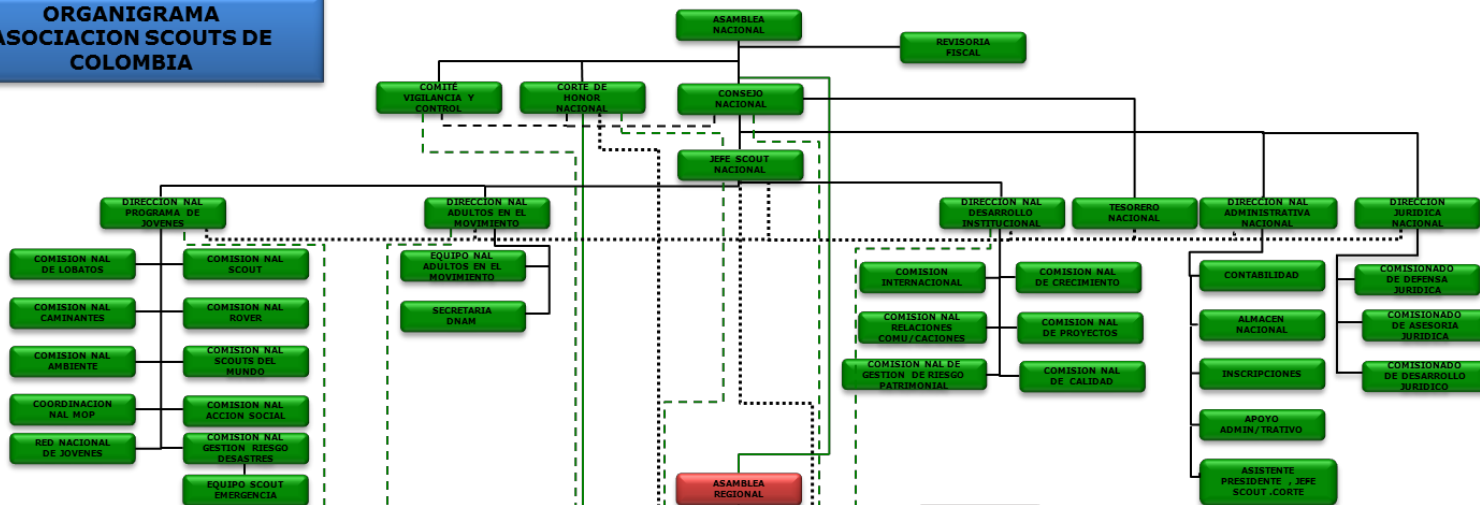 ORGANIGRAMA
ASOCIACION SCOUTS DE
COLOMBIA
ASAMBLEA
NACIONAL
REVISORIA
FISCAL
COMITÉ
VIGILANCIA Y
CONTROL
CORTE DE
HONOR
NACIONAL
CONSEJO
NACIONAL
JEFE SCOUT
NACIONAL
DIRECCION NAL
PROGRAMA DE
JOVENES
DIRECCION NAL
ADULTOS EN EL
MOVIMIENTO
DIRECCION NAL
DESARROLLO
INSTITUCIONAL
TESORERO
NACIONAL
DIRECCION NAL
ADMINISTRATIVA
NACIONAL
DIRECCION
JURIDICA
NACIONAL
COMISION NAL
DE LOBATOS
COMISION NAL
SCOUT
COMISION NAL
CAMINANTES
COMISION NAL
ROVER
COMISION NAL
AMBIENTE
COMISION NAL
SCOUTS DEL
MUNDO
COORDINACION
NAL MOP
COMISION NAL
ACCION SOCIAL
RED NACIONAL
DE JOVENES
COMISION NAL
GESTION RIESGO
DESASTRES
EQUIPO SCOUT
EMERGENCIA
EQUIPO NAL
ADULTOS EN EL
MOVIMIENTO
SECRETARIA
DNAM
COMISION
INTERNACIONAL
COMISION NAL
DE CRECIMIENTO
COMISION NAL
RELACIONES
COMU/CACIONES
COMISION NAL
DE PROYECTOS
COMISION NAL DE
GESTION DE RIESGO
PATRIMONIAL
COMISION NAL
DE CALIDAD
CONTABILIDAD
ALMACEN
NACIONAL
INSCRIPCIONES
APOYO
ADMIN/TRATIVO
ASISTENTE
PRESIDENTE , JEFE
SCOUT .CORTE
COMISIONADO
DE DEFENSA
JURIDICA
COMISIONADO
DE ASESORIA
JURIDICA
COMISIONADO
DE DESARROLLO
JURIDICO
ASAMBLEA
REGIONAL